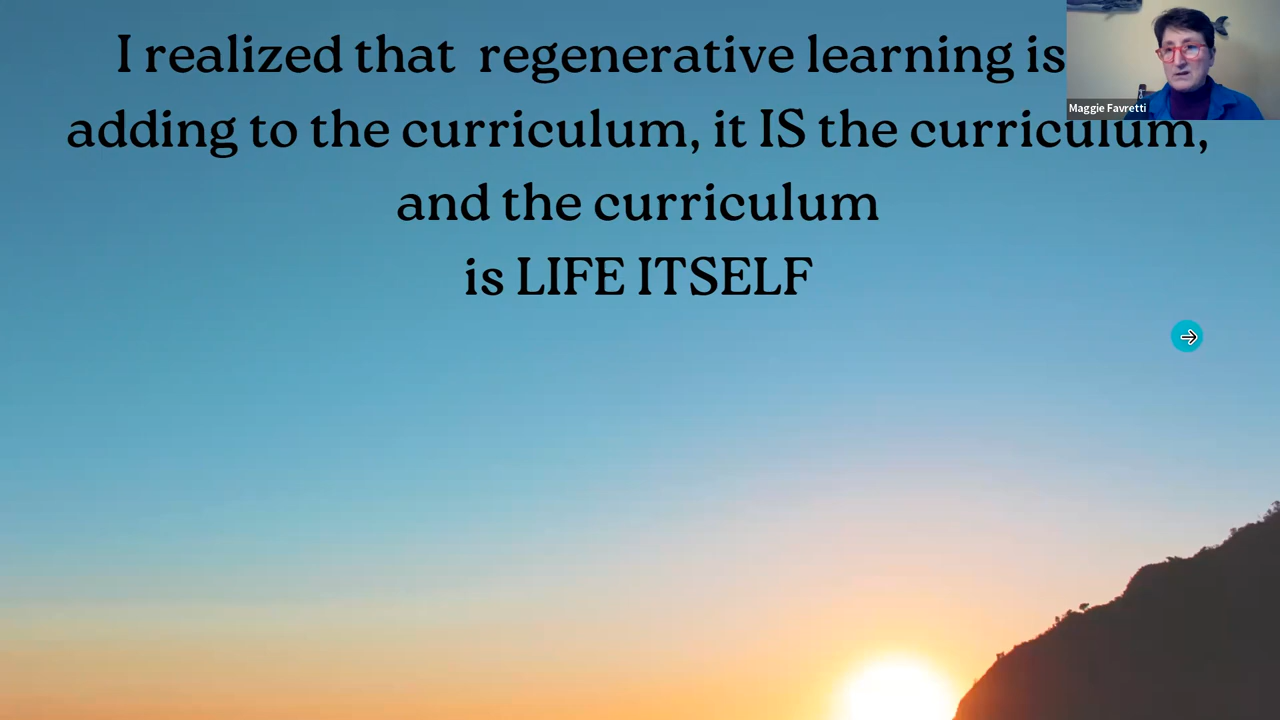 I realized that regenerative learning is
Maggie Favretti
adding to the curriculum, it IS the curriculum,
and the curriculum
is LIFE ITSELF